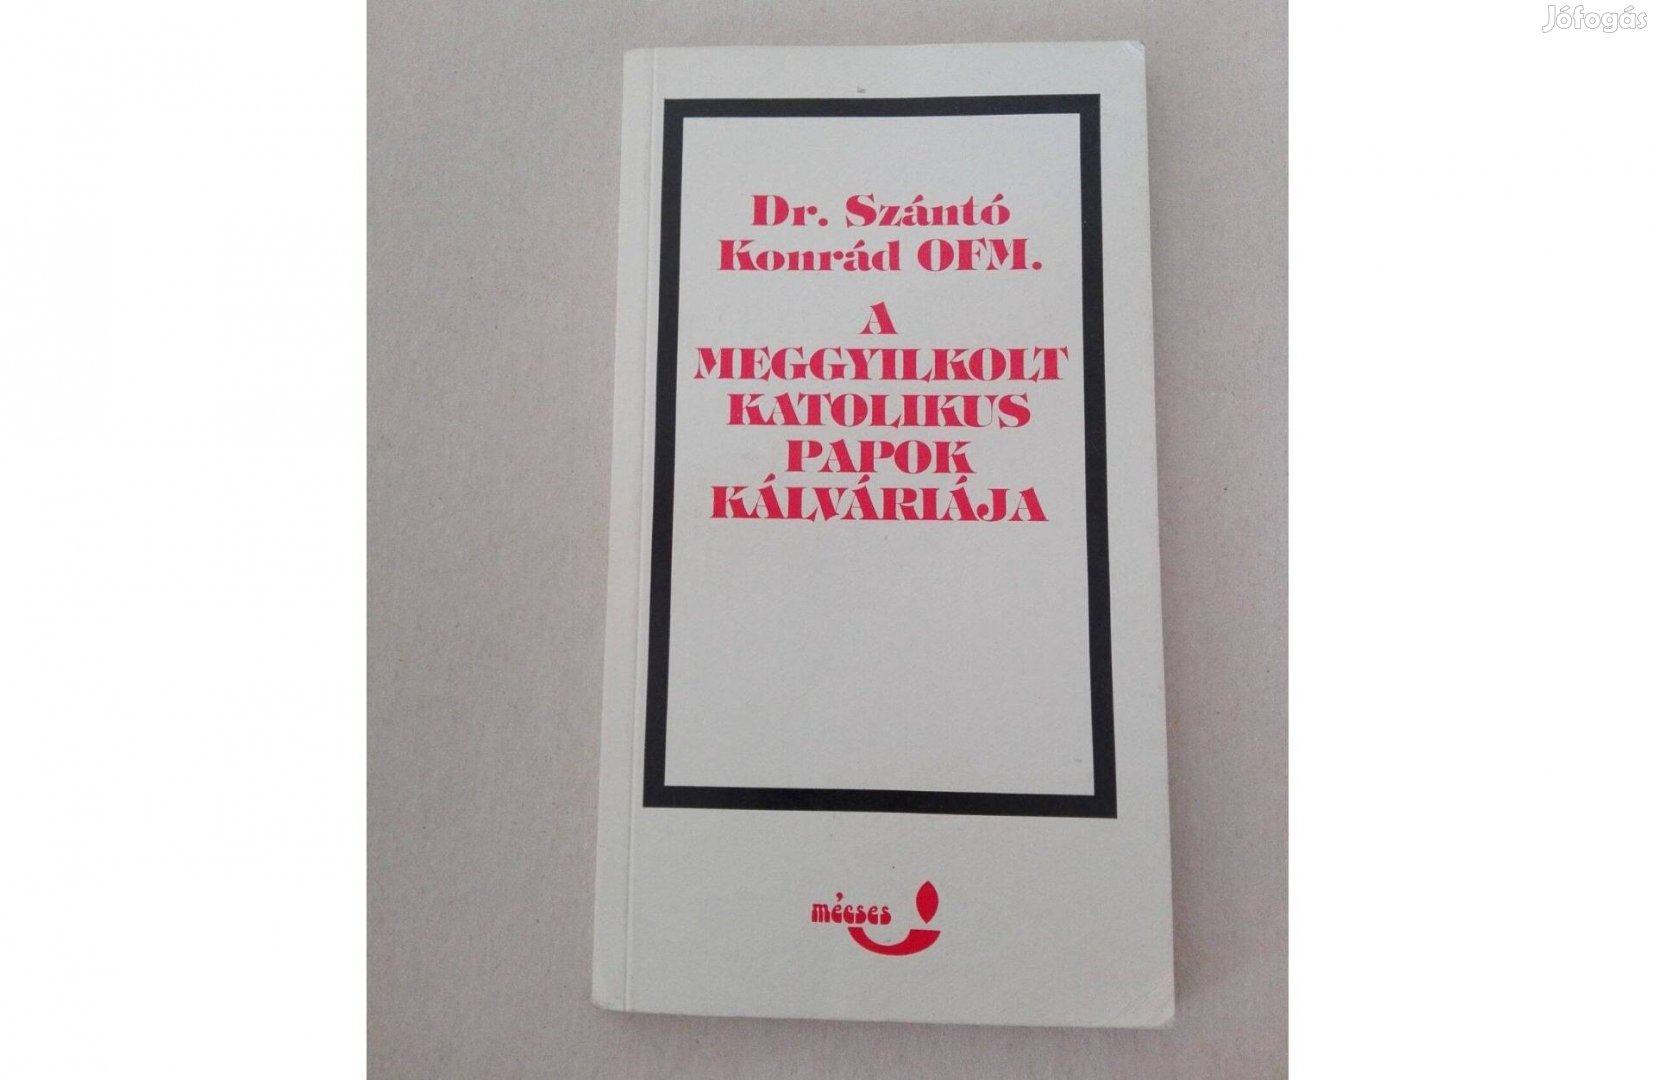 Jófogás
Dr. Szántó
Konrád OFM.
A
MEGGYILKOLT
KATOLIKUS
PAPOK
KÁLVÁRIÁJA
mécses